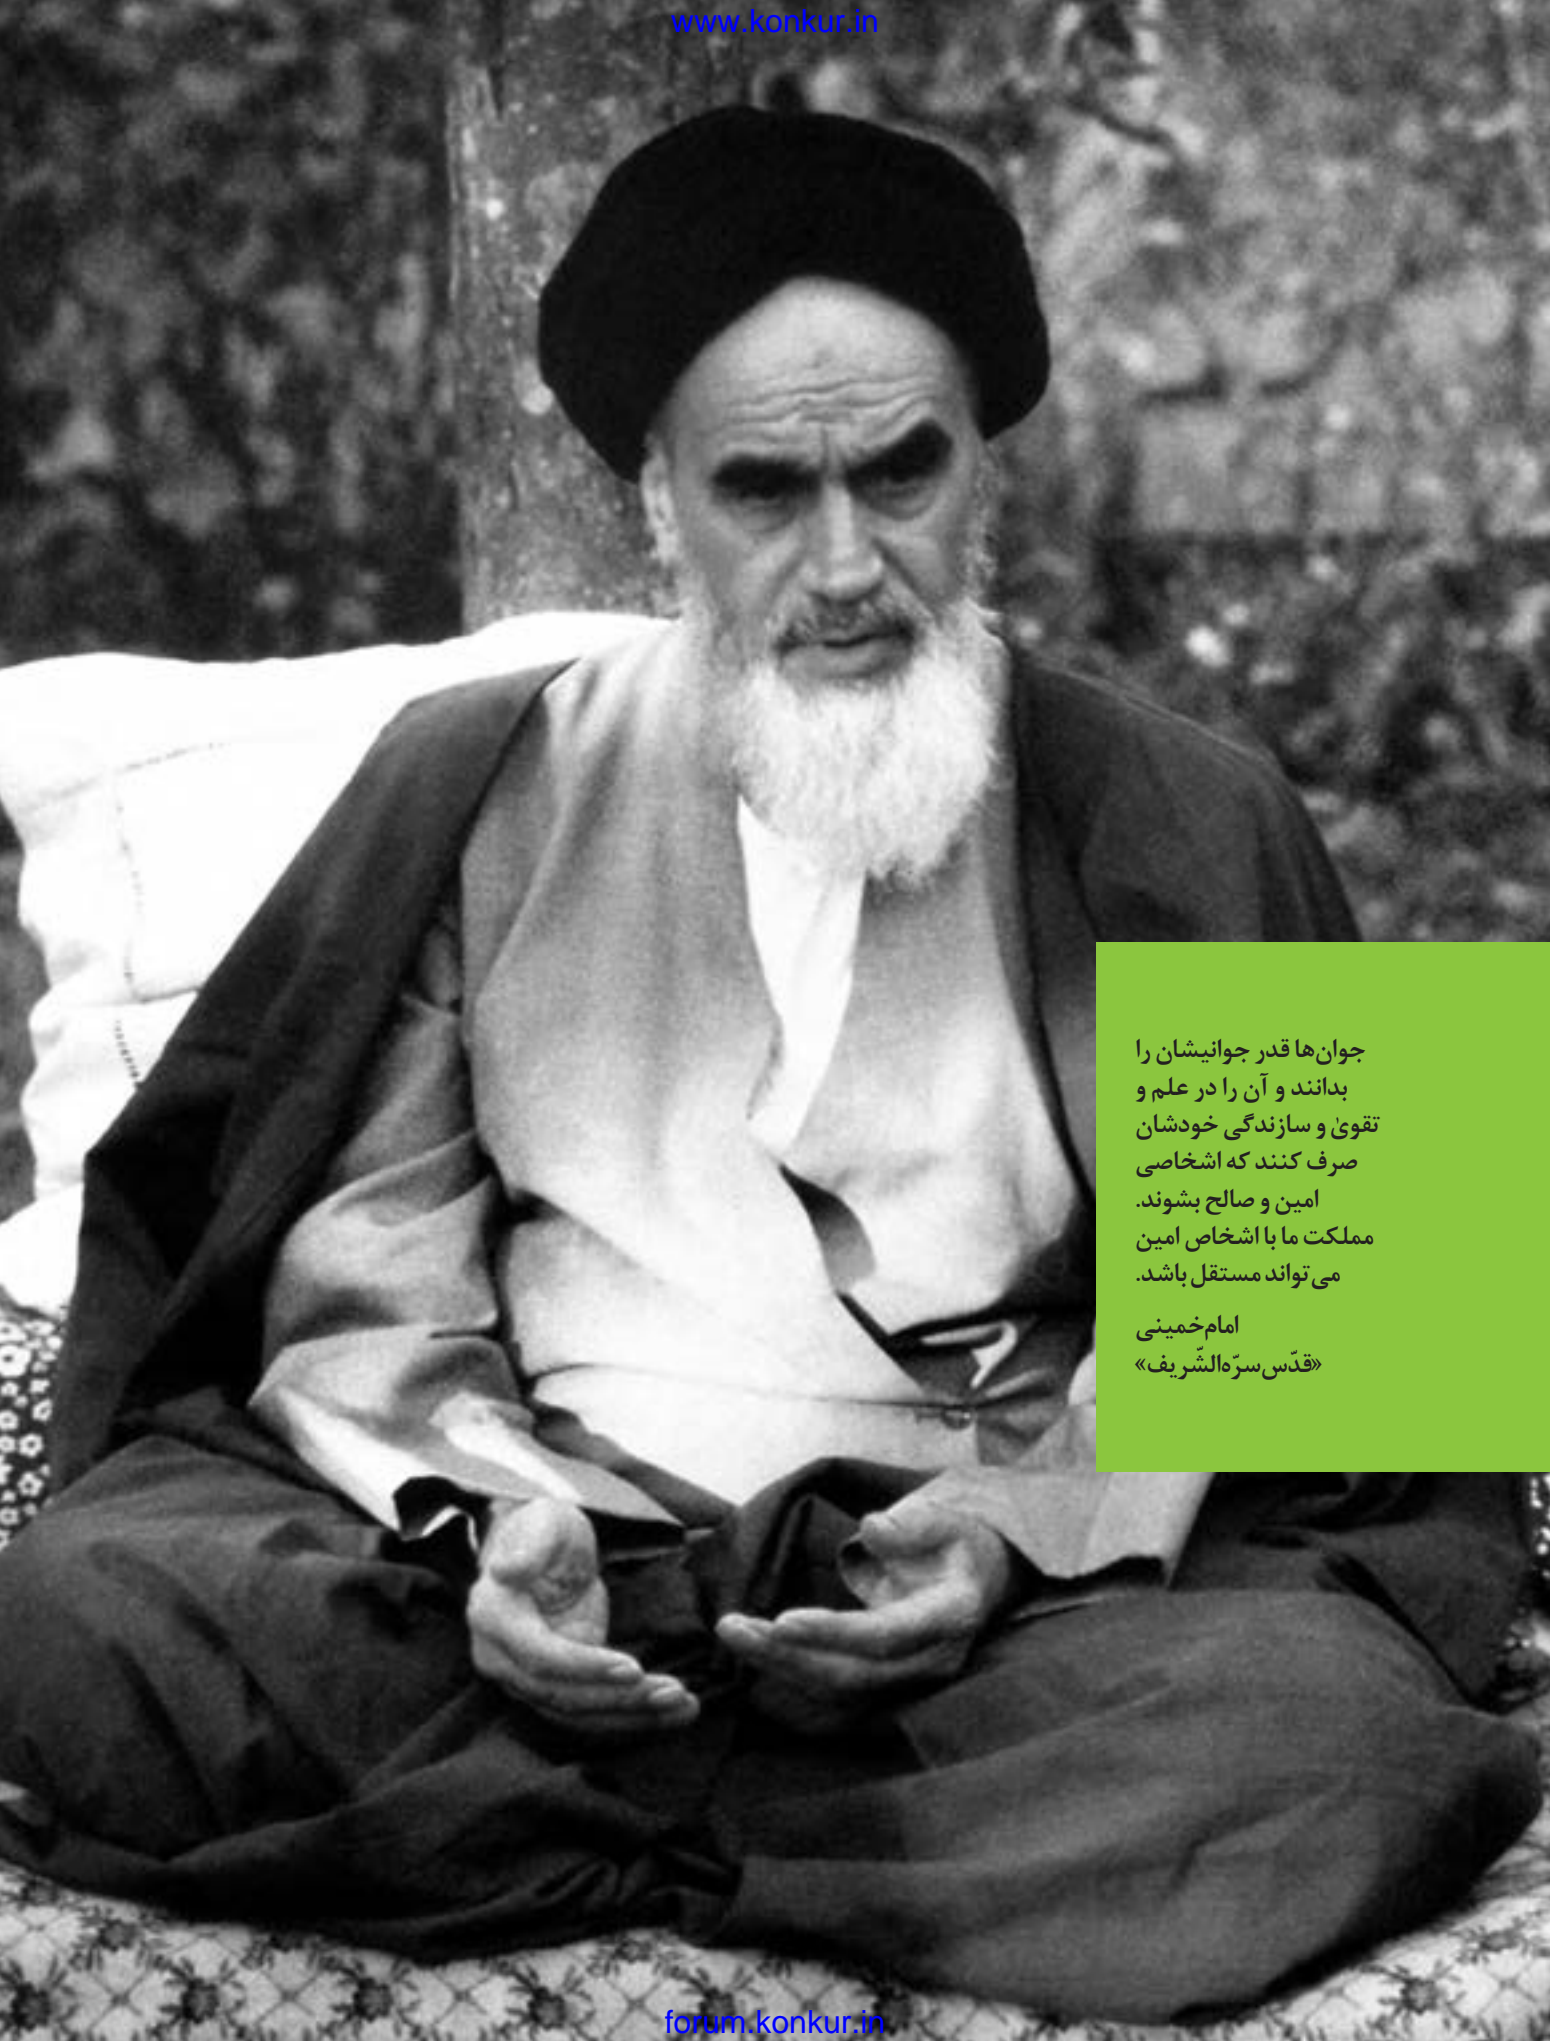 www.konkur.in
جوان‌ها قدر جوانیشان را
بدانند و آن را در علم و
تقویٰ و سازندگی خودشان
صرف کنند که اشخاصی
امین و صالح بشوند.
مملکت ما با اشخاص امین
می‌تواند مستقل باشد.
امام‌خمینی
«قدّس‌سرّه‌الشّریف»
forum.konkur.in